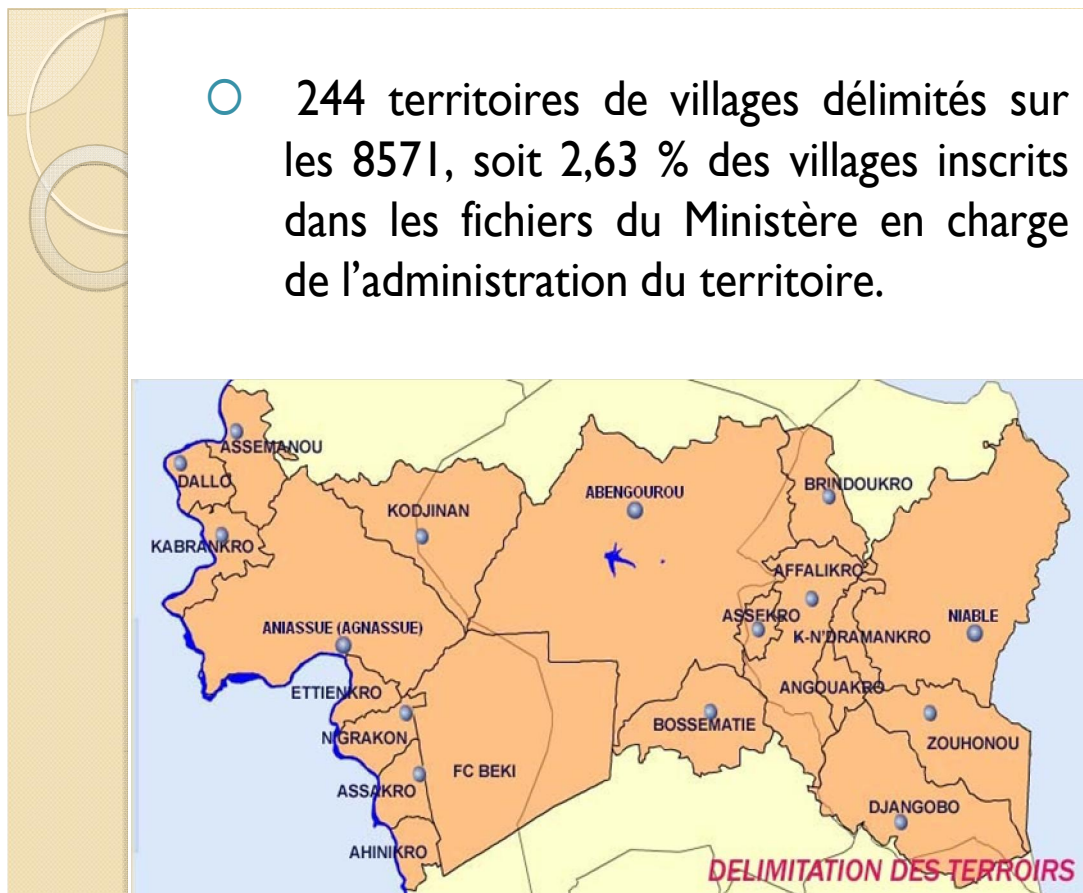 244 territoires de villages délimités sur
les 8571, soit 2,63 % des villages inscrits
dans les fichiers du Ministère en charge
de l’administration du territoire.
ASSEMANOU
DALLO
KODJINAN
ABENGOUROU
BRINDOUKRO
KABRANKRO
AFFALIKRO
ASSEKRO
NIABLE
ANIASSUE (AGNASSUE)
K-N'DRAMANKRO
ETTIENKRO
ANGOUAKRO
BOSSEMATIE
N'GRAKON
ZOUHONOU
FC BEKI
ASSAKRO
DJANGOBO
AHINIKRO
DELIMITATION DES TERROIRS